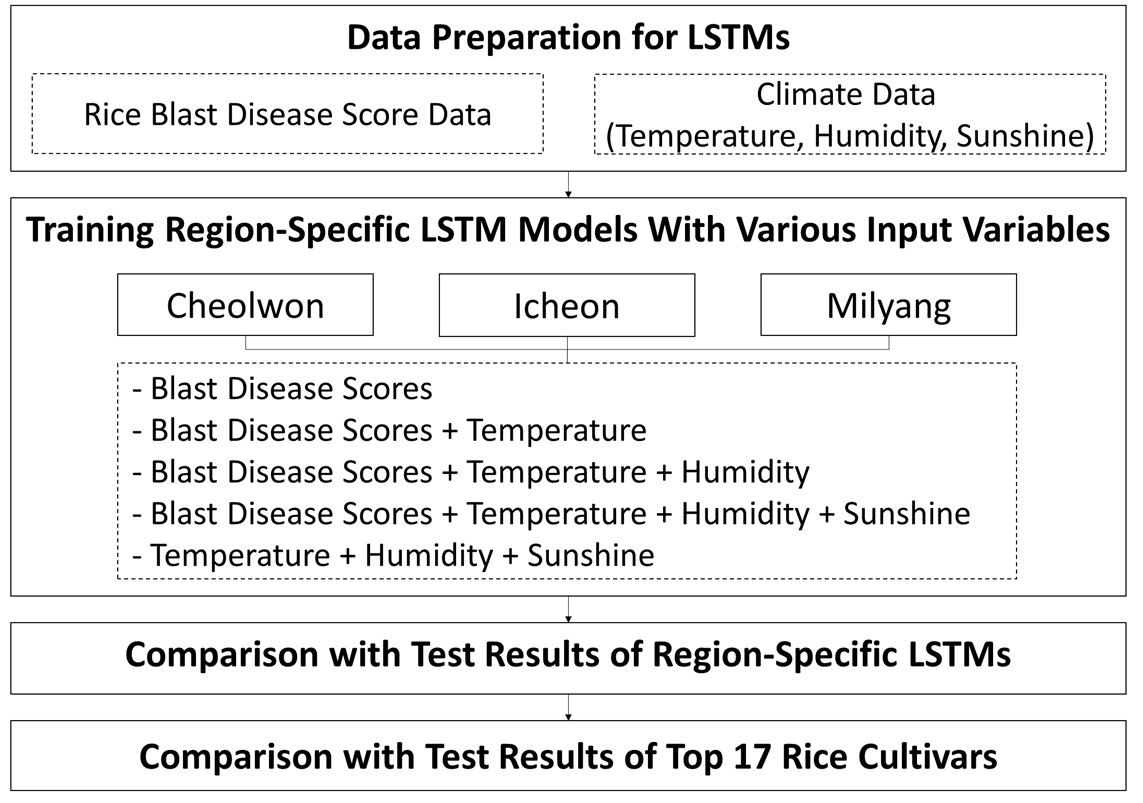 Data Preparation for LSTMs
Rice Blast Disease Score Data
Climate Data
(Temperature, Humidity, Sunshine)
Training Region-Specific LSTM Models With Various Input Variables
Cheolwon
Icheon
Milyang
- Blast Disease Scores
- Blast Disease Scores + Temperature
- Blast Disease Scores + Temperature + Humidity
- Blast Disease Scores + Temperature + Humidity + Sunshine
- Temperature + Humidity + Sunshine
Comparison with Test Results of Region-Specific LSTMs
Comparison with Test Results of Top 17 Rice Cultivars